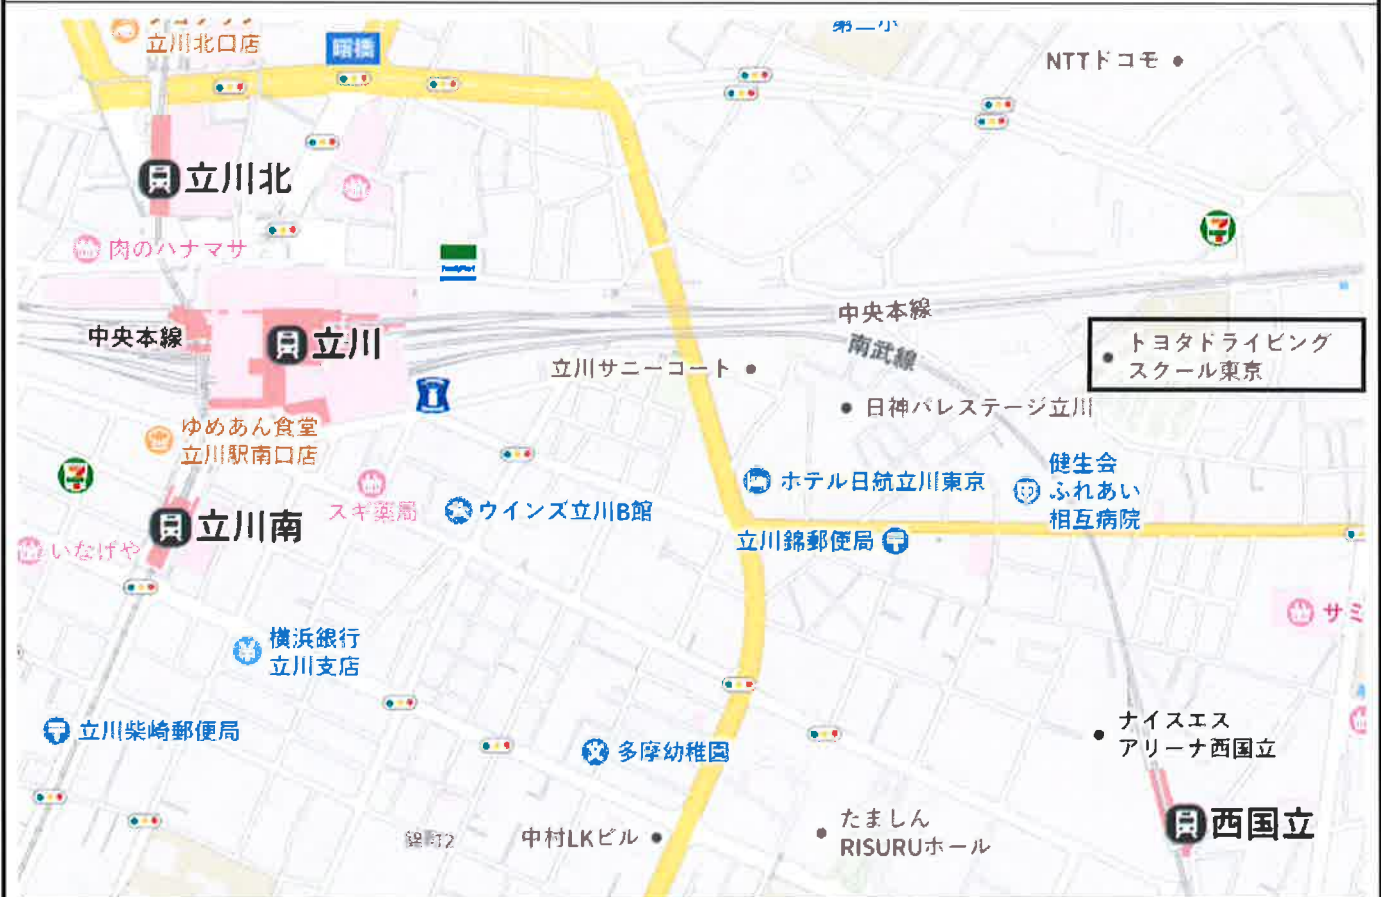 立川北口店
曙橋
第二小
NTTドコモ
立川北
肉のハナマサ
FamilyMart
中央本線
立川
中央本線
南武線
トヨタドライビング
スクール東京
立川サニーコート
日神パレステージ立川
ゆめあん食堂
立川駅南口店
スギ薬局
ウインズ立川B館
ホテル日航立川東京
健生会
ふれあい
相互病院
立川南
いなげや
立川錦郵便局
横浜銀行
立川支店
サミ
立川柴崎郵便局
多摩幼稚園
ナイスエス
アリーナ西国立
錦町2
中村LKビル
たましん
RISURUホール
西国立